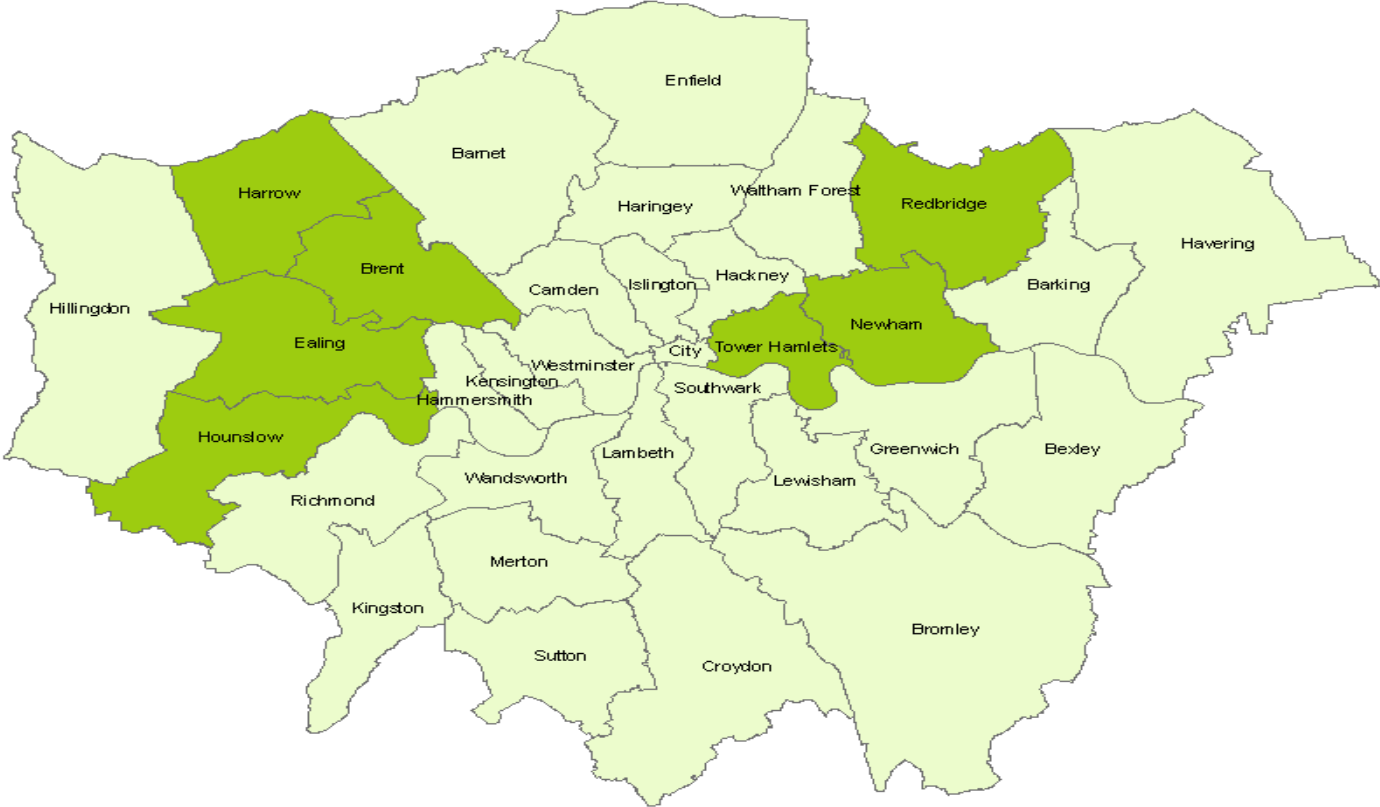 Enfield
Barnet
Waltham Forest
Harrow
Redbridge
Haringey
Havering
Brent
Hackney
Islington
Camden
Barking
Hillingdon
Newham
Ealing
Tower Hamlets
City
Westminster
Kensington
Southwark
Hammersmith
Hounslow
Greenwich
Bexley
Lambeth
Wandsworth
Lewisham
Richmond
Merton
Kingston
Bromley
Sutton
Croydon